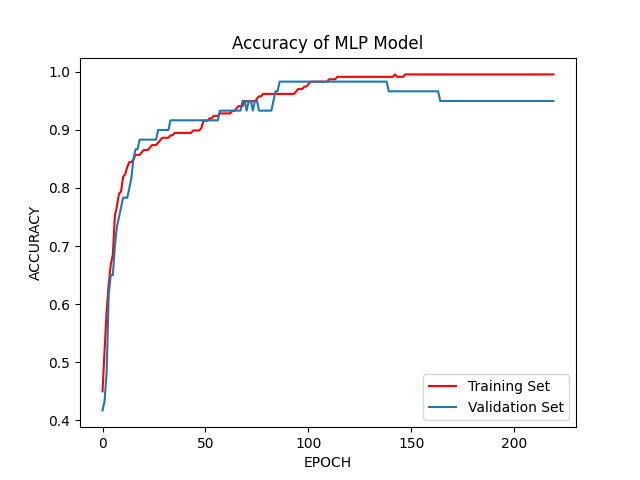 Accuracy of MLP Model
1.0
0.9
0.8
0.7
0.6
0.5
0.4
ACCURACY
0
50
100
150
200
EPOCH
Training Set
Validation Set